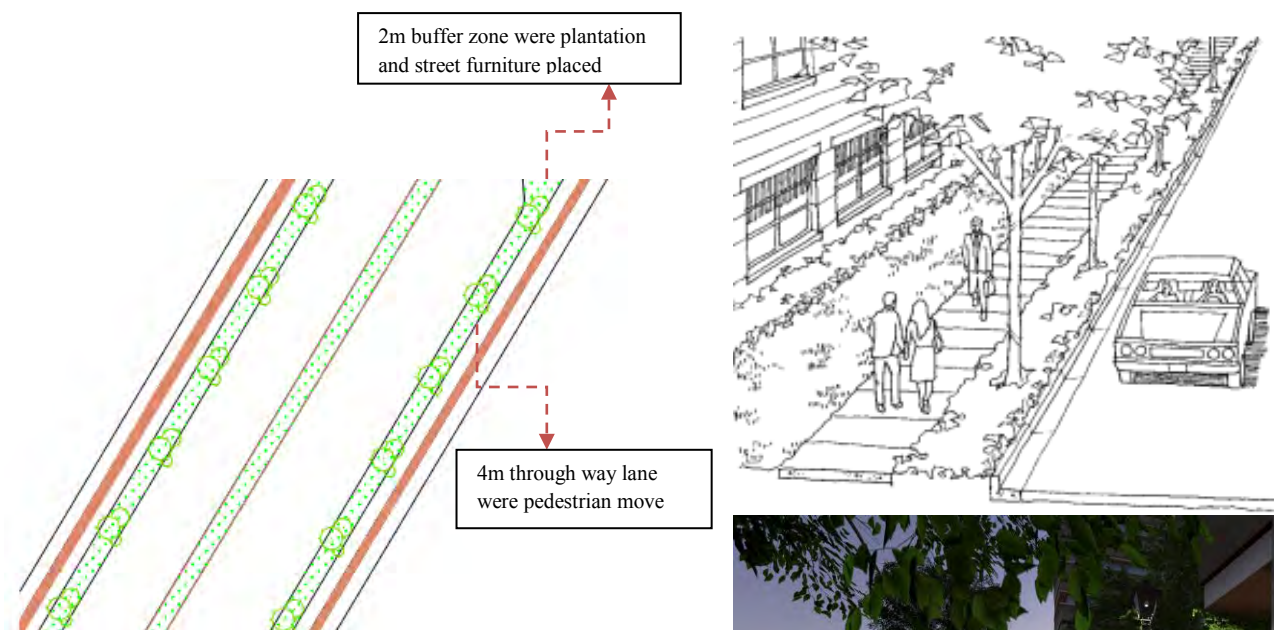 2m buffer zone were plantation
and street furniture placed
4m through way lane
were pedestrian move